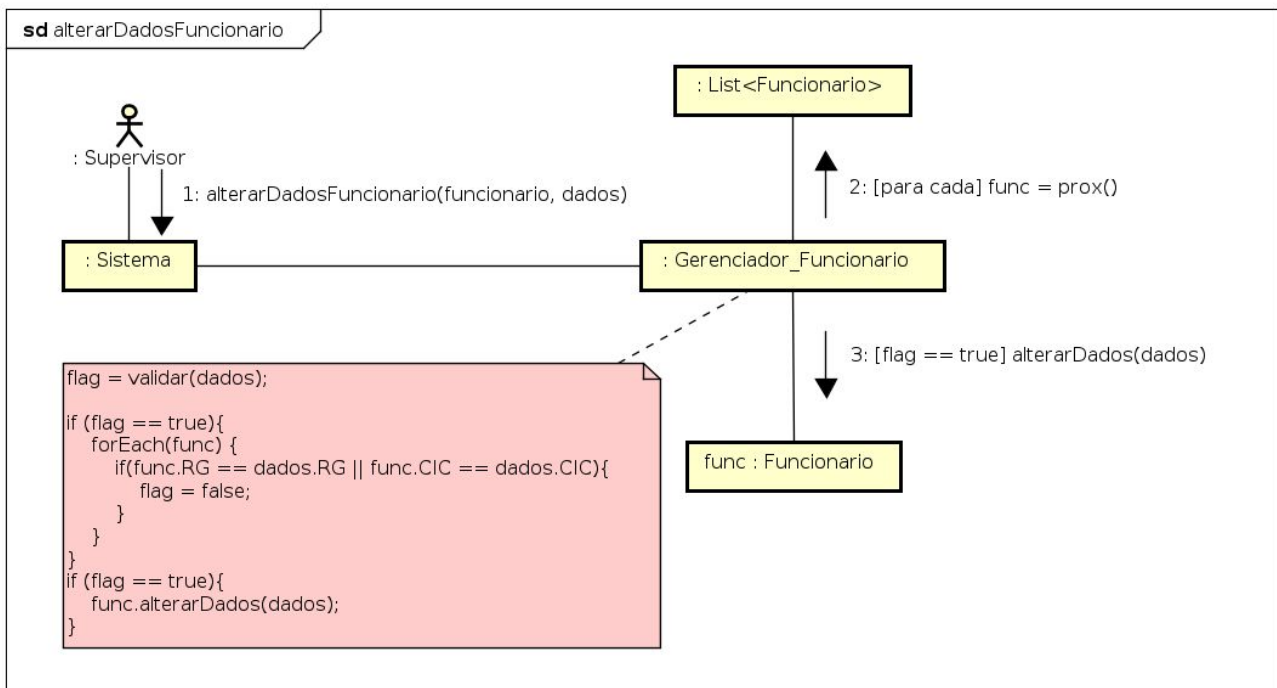 sd alterarDadosFuncionario
: List<Funcionario>
: Supervisor
1: alterarDadosFuncionario(funcionario, dados)
2: [para cada] func = prox()
: Sistema
: Gerenciador_Funcionario
3: [flag == true] alterarDados(dados)
flag = validar(dados);
if (flag == true){
forEach(func) {
if(func.RG == dados.RG || func.CIC == dados.CIC){
flag = false;
}
}
}
if (flag == true){
func.alterarDados(dados);
}
func : Funcionario